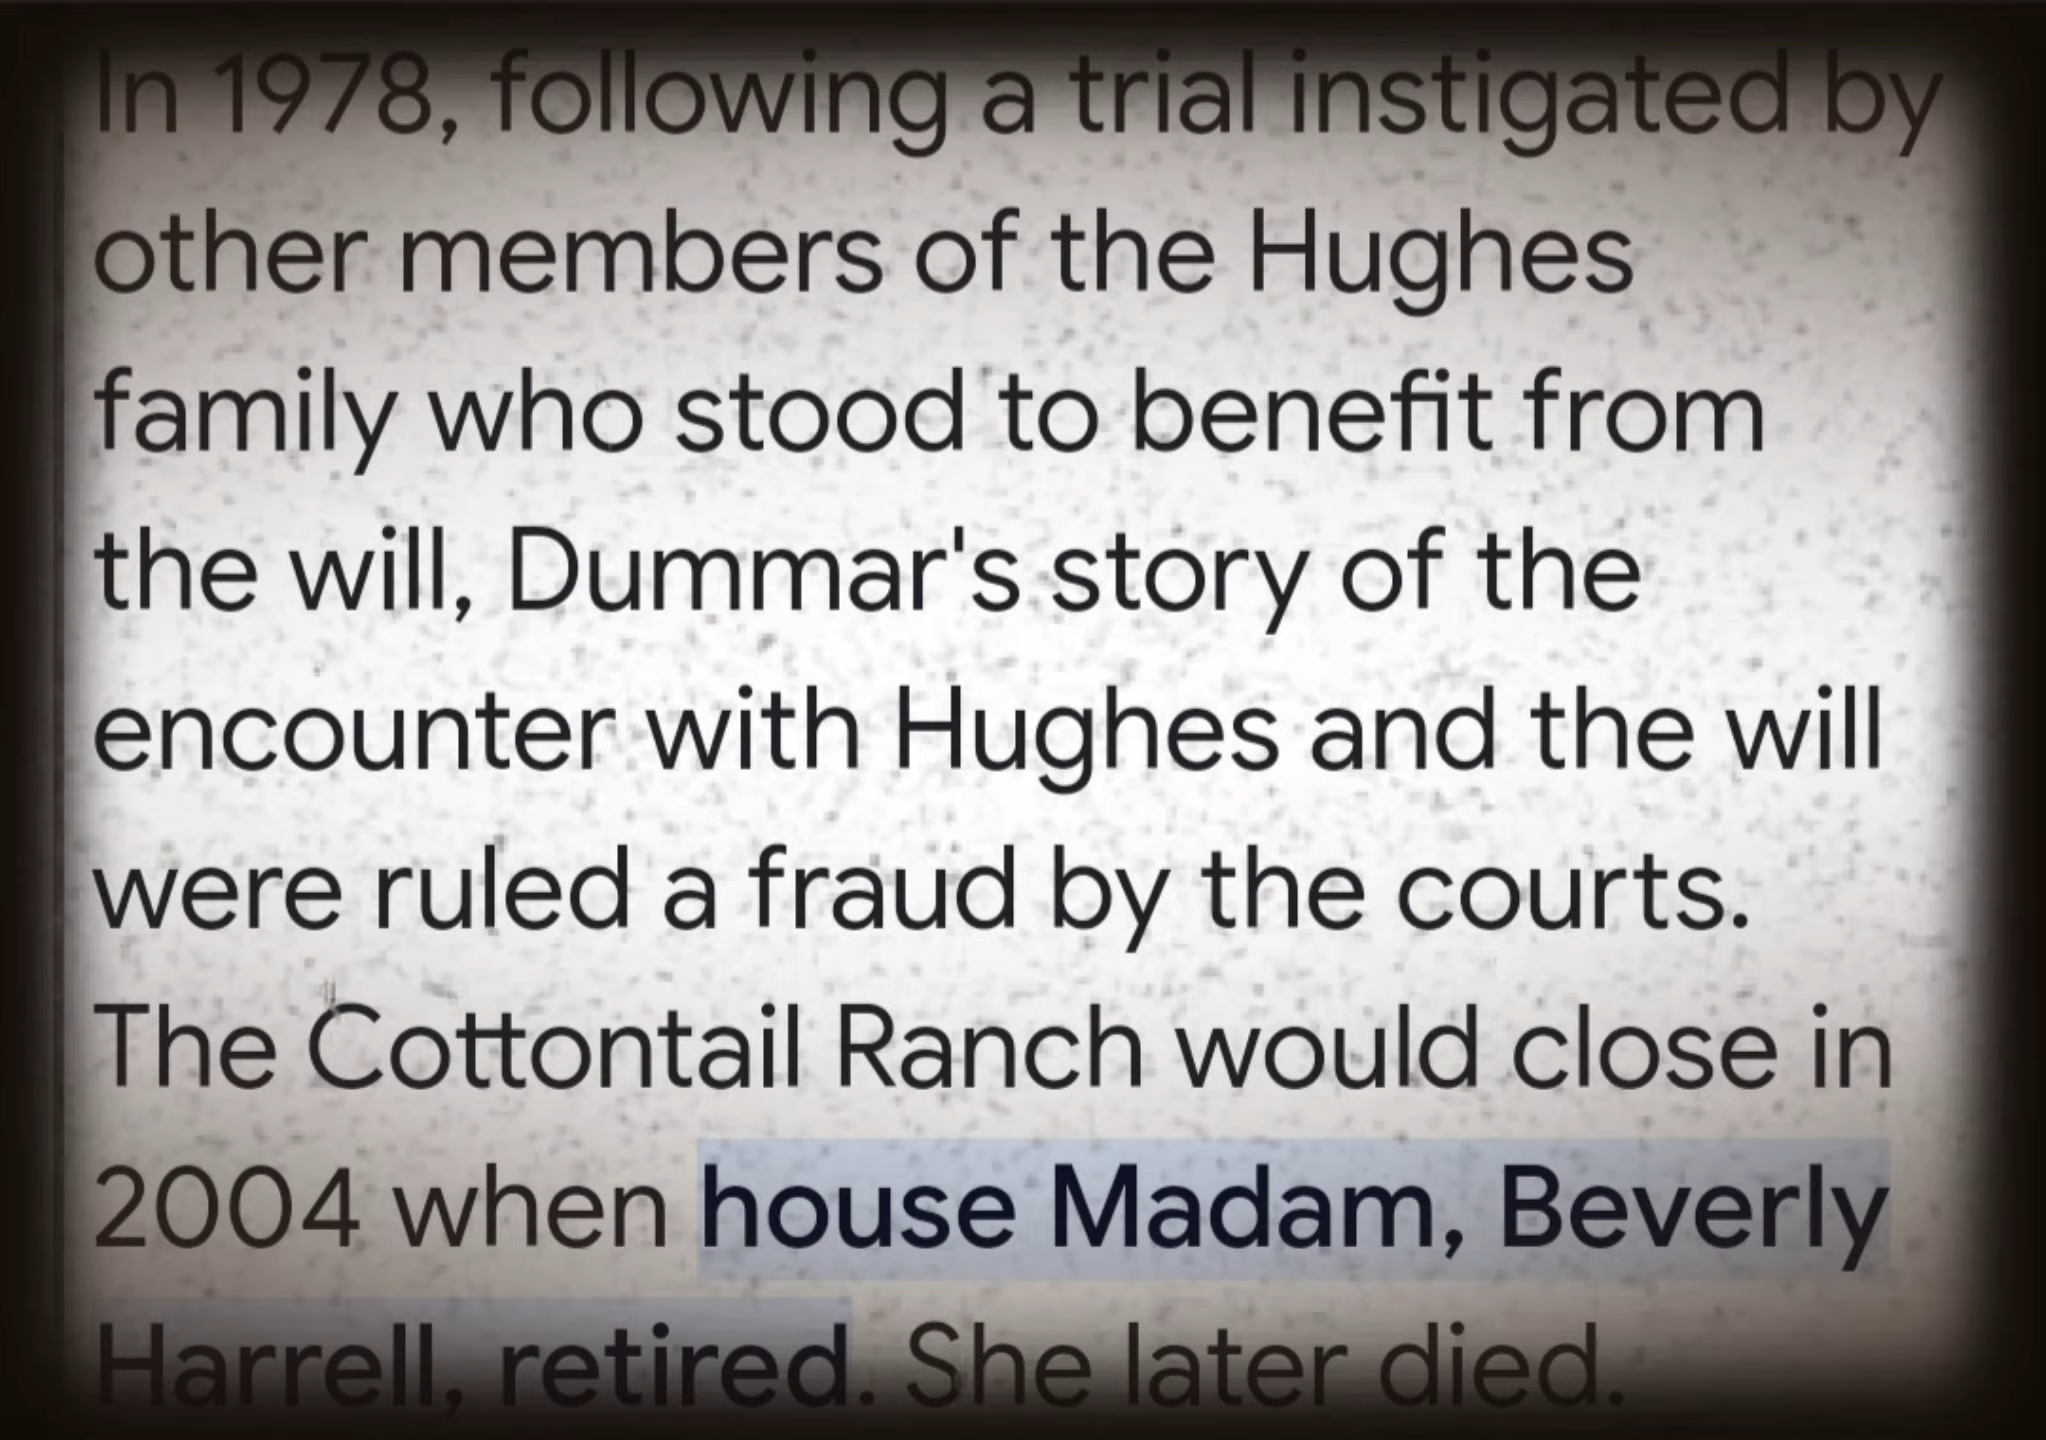 In 1978, following a trial instigated by
other members of the Hughes
family who stood to benefit from
the will, Dummar's story of the
encounter with Hughes and the will
were ruled a fraud by the courts.
The Cottontail Ranch would close in
2004 when house Madam, Beverly
Harrell, retired. She later died.